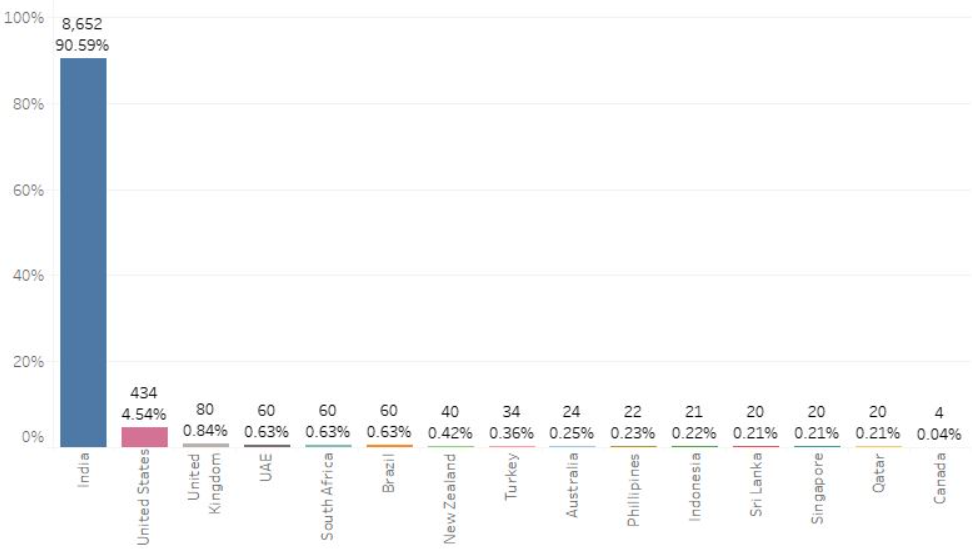 100%
80%
60%
40%
20%
0%
8,652
90.59%
434
4.54%
80
0.84%
60
0.63%
60
0.63%
60
0.63%
40
0.42%
34
0.36%
24
0.25%
22
0.23%
21
0.22%
20
0.21%
20
0.21%
20
0.21%
4
0.04%
India
United States
United
Kingdom
UAE
South Africa
Brazil
New Zealand
Turkey
Australia
Phillipines
Indonesia
Sri Lanka
Singapore
Qatar
Canada